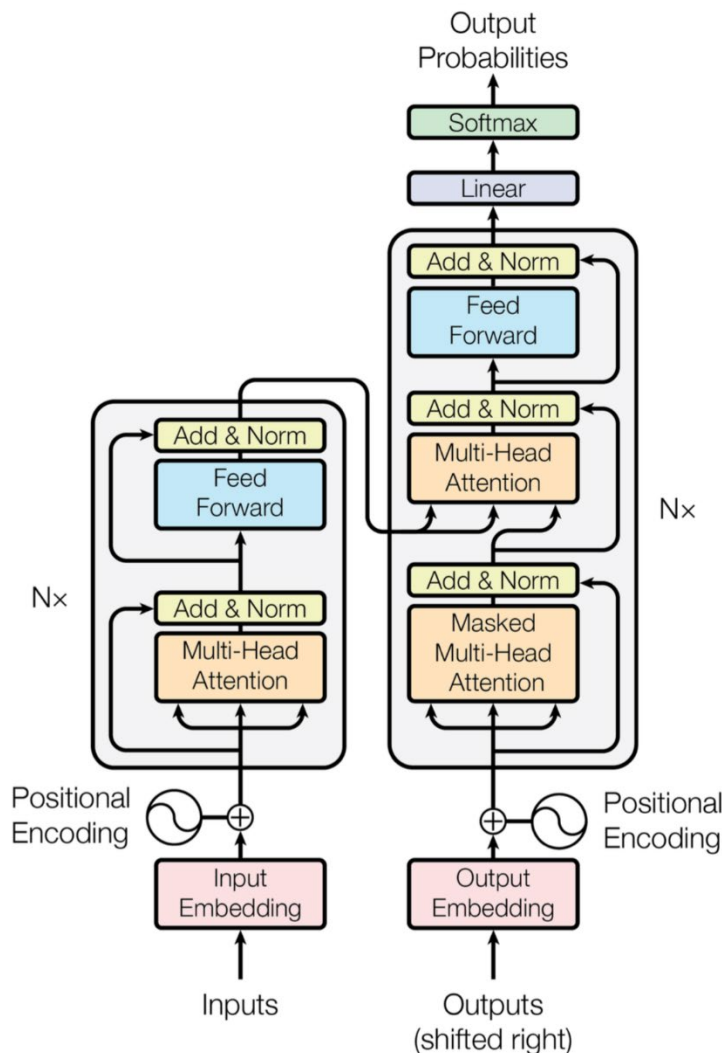 Output
Probabilities
Softmax
Linear
Add & Norm
Feed
Forward
Add & Norm
Multi-Head
Attention
Nx
Add & Norm
Masked
Multi-Head
Attention
Add & Norm
Feed
Forward
Nx
Add & Norm
Multi-Head
Attention
Positional
Encoding
Positional
Encoding
Input
Embedding
Output
Embedding
Inputs
Outputs
(shifted right)